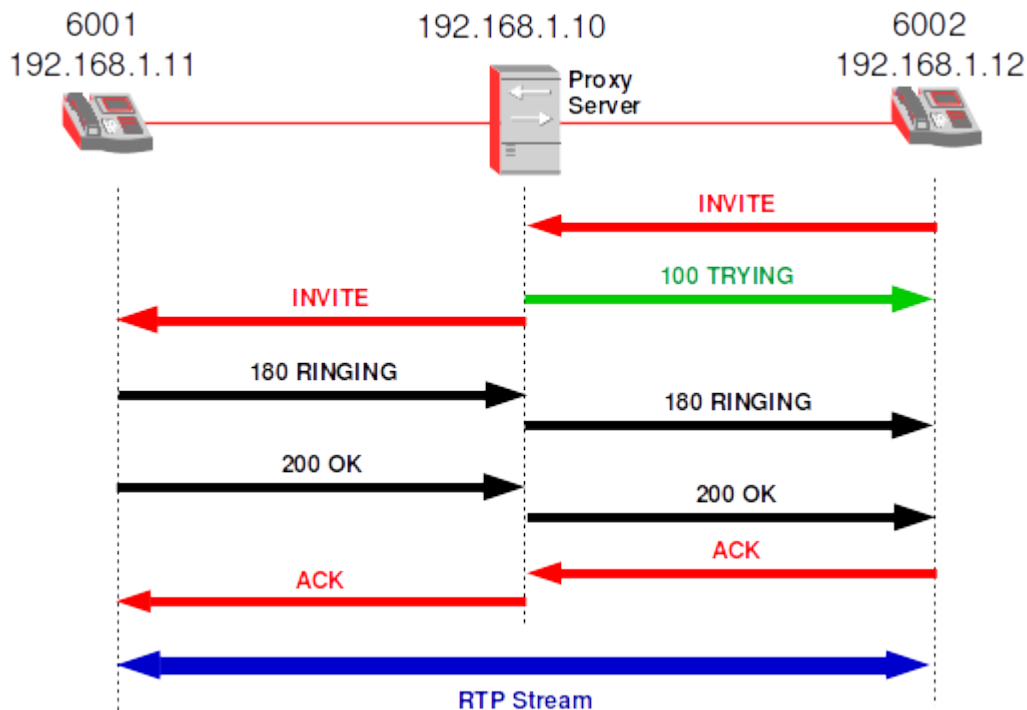 6001
192.168.1.11
192.168.1.10
6002
192.168.1.12
Proxy
Server
INVITE
100 TRYING
INVITE
180 RINGING
180 RINGING
200 OK
200 OK
ACK
ACK
RTP Stream